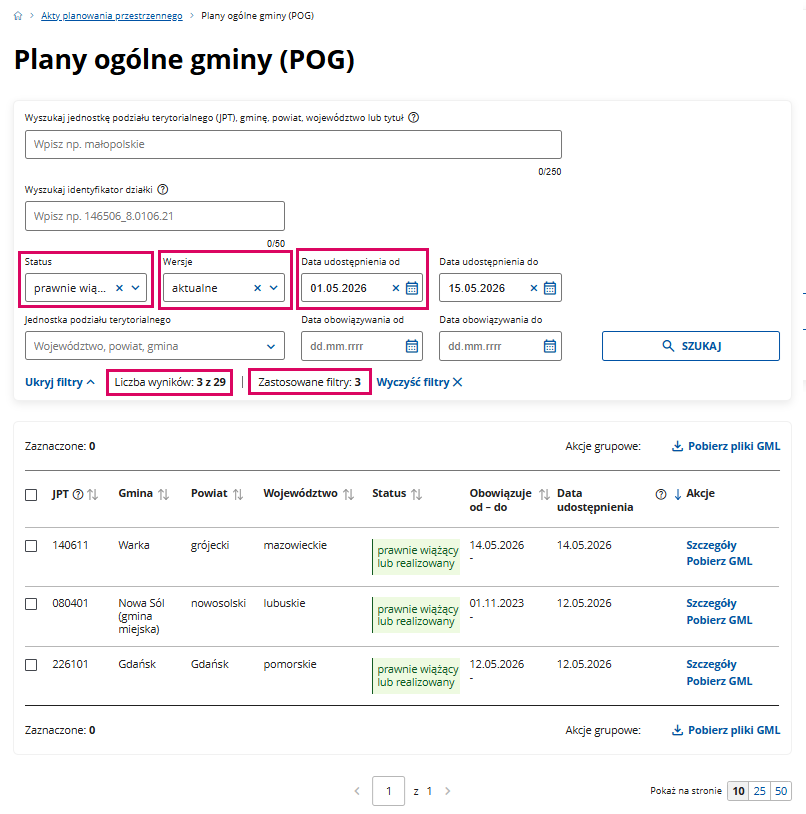 Akty planowania przestrzennego > Plany ogólne gminy (POG)
Plany ogólne gminy (POG)
Wyszukaj jednostkę podziału terytorialnego (JPT), gminę, powiat, województwo lub tytuł
Wpisz np. małopolskie
0/250
Wyszukaj identyfikator działki
Wpisz np. 146506_8.0106.21
0/50
Status Wersje Data udostępnienia od Data udostępnienia do
prawnie wią... aktualne 01.05.2026 15.05.2026
Jednostka podziału terytorialnego Data obowiązywania od Data obowiązywania do
Województwo, powiat, gmina dd.mm.rrrr dd.mm.rrrr SZUKAJ
Ukryj filtry Liczba wyników: 3 z 29 | Zastosowane filtry: 3 Wyczyść filtry
Zaznaczone: 0 Akcje grupowe: Pobierz pliki GML
JPT Gmina Powiat Województwo Status Obowiązuje od – do Data udostępnienia Akcje
140611 Warka grójecki mazowieckie prawnie wiążący lub realizowany 14.05.2026 - 14.05.2026 Szczegóły Pobierz GML
080401 Nowa Sól (gmina miejska) nowosolski lubuskie prawnie wiążący lub realizowany 01.11.2023 - 12.05.2026 Szczegóły Pobierz GML
226101 Gdańsk Gdańsk pomorskie prawnie wiążący lub realizowany 12.05.2026 - 12.05.2026 Szczegóły Pobierz GML
Zaznaczone: 0 Akcje grupowe: Pobierz pliki GML
1 z 1 Pokaż na stronie 10 25 50